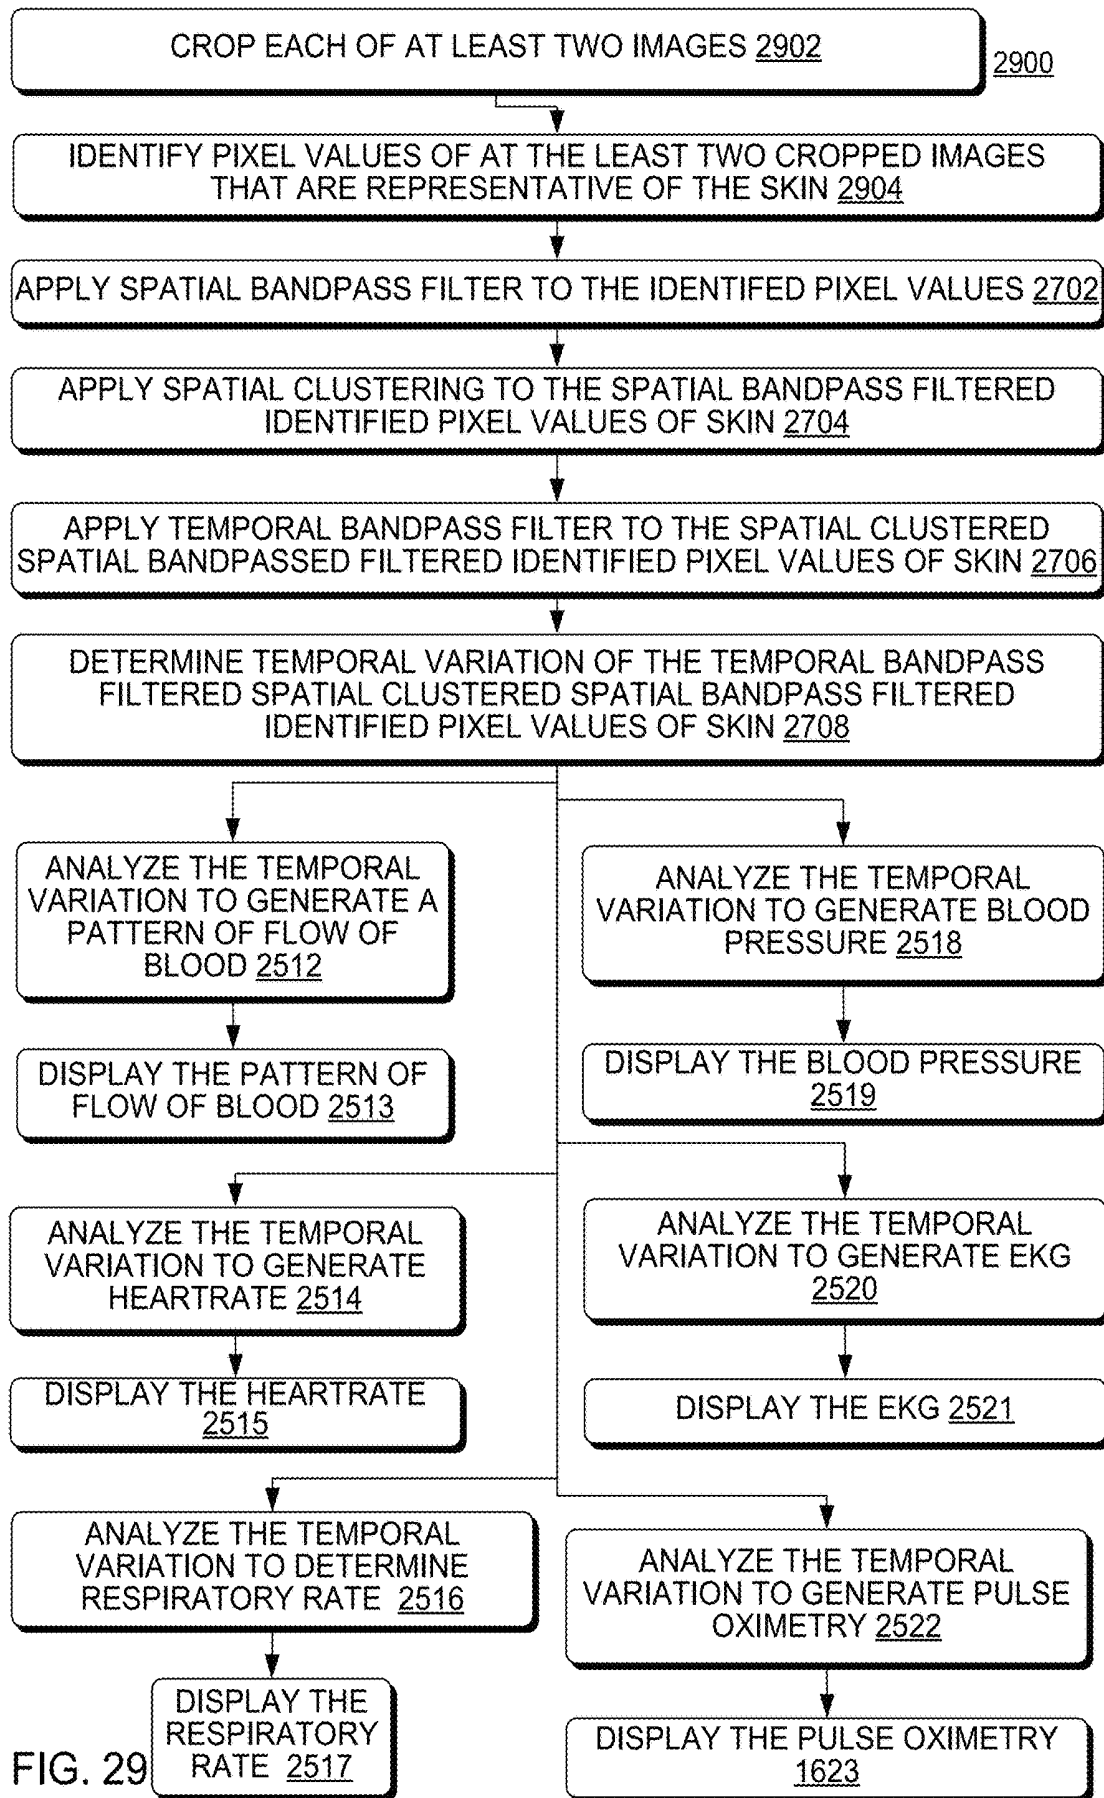 CROP EACH OF AT LEAST TWO IMAGES 2902
2900
IDENTIFY PIXEL VALUES OF AT THE LEAST TWO CROPPED IMAGES
THAT ARE REPRESENTATIVE OF THE SKIN 2904
APPLY SPATIAL BANDPASS FILTER TO THE IDENTIFED PIXEL VALUES 2702
APPLY SPATIAL CLUSTERING TO THE SPATIAL BANDPASS FILTERED
IDENTIFIED PIXEL VALUES OF SKIN 2704
APPLY TEMPORAL BANDPASS FILTER TO THE SPATIAL CLUSTERED
SPATIAL BANDPASSED FILTERED IDENTIFIED PIXEL VALUES OF SKIN 2706
DETERMINE TEMPORAL VARIATION OF THE TEMPORAL BANDPASS
FILTERED SPATIAL CLUSTERED SPATIAL BANDPASS FILTERED
IDENTIFIED PIXEL VALUES OF SKIN 2708
ANALYZE THE TEMPORAL
VARIATION TO GENERATE A
PATTERN OF FLOW OF
BLOOD 2512
ANALYZE THE TEMPORAL
VARIATION TO GENERATE BLOOD
PRESSURE 2518
DISPLAY THE PATTERN OF
FLOW OF BLOOD 2513
DISPLAY THE BLOOD PRESSURE
2519
ANALYZE THE TEMPORAL
VARIATION TO GENERATE
HEARTRATE 2514
ANALYZE THE TEMPORAL
VARIATION TO GENERATE EKG
2520
DISPLAY THE HEARTRATE
2515
DISPLAY THE EKG 2521
ANALYZE THE TEMPORAL
VARIATION TO DETERMINE
RESPIRATORY RATE 2516
ANALYZE THE TEMPORAL
VARIATION TO GENERATE PULSE
OXIMETRY 2522
DISPLAY THE
RESPIRATORY
RATE 2517
DISPLAY THE PULSE OXIMETRY
1623
FIG. 29